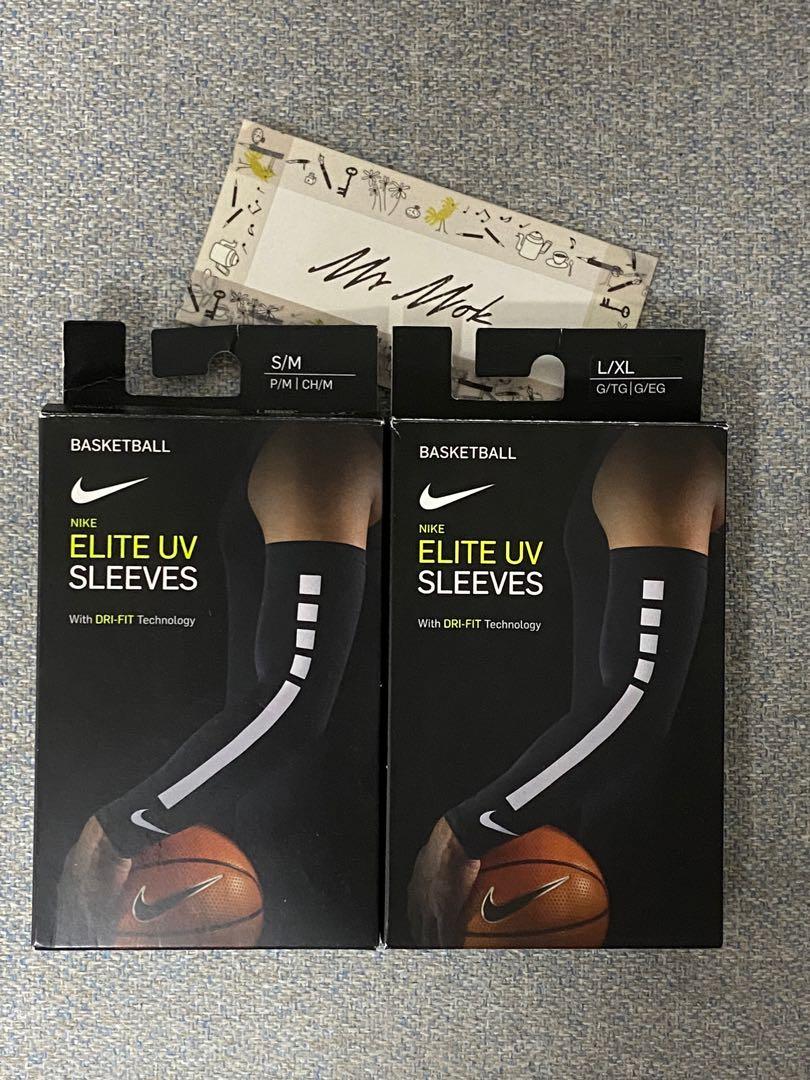 Mr Mok
S/M
P/M | CH/M
BASKETBALL
NIKE
ELITE UV
SLEEVES
With DRI-FIT Technology
L/XL
G/TG | G/EG
BASKETBALL
NIKE
ELITE UV
SLEEVES
With DRI-FIT Technology